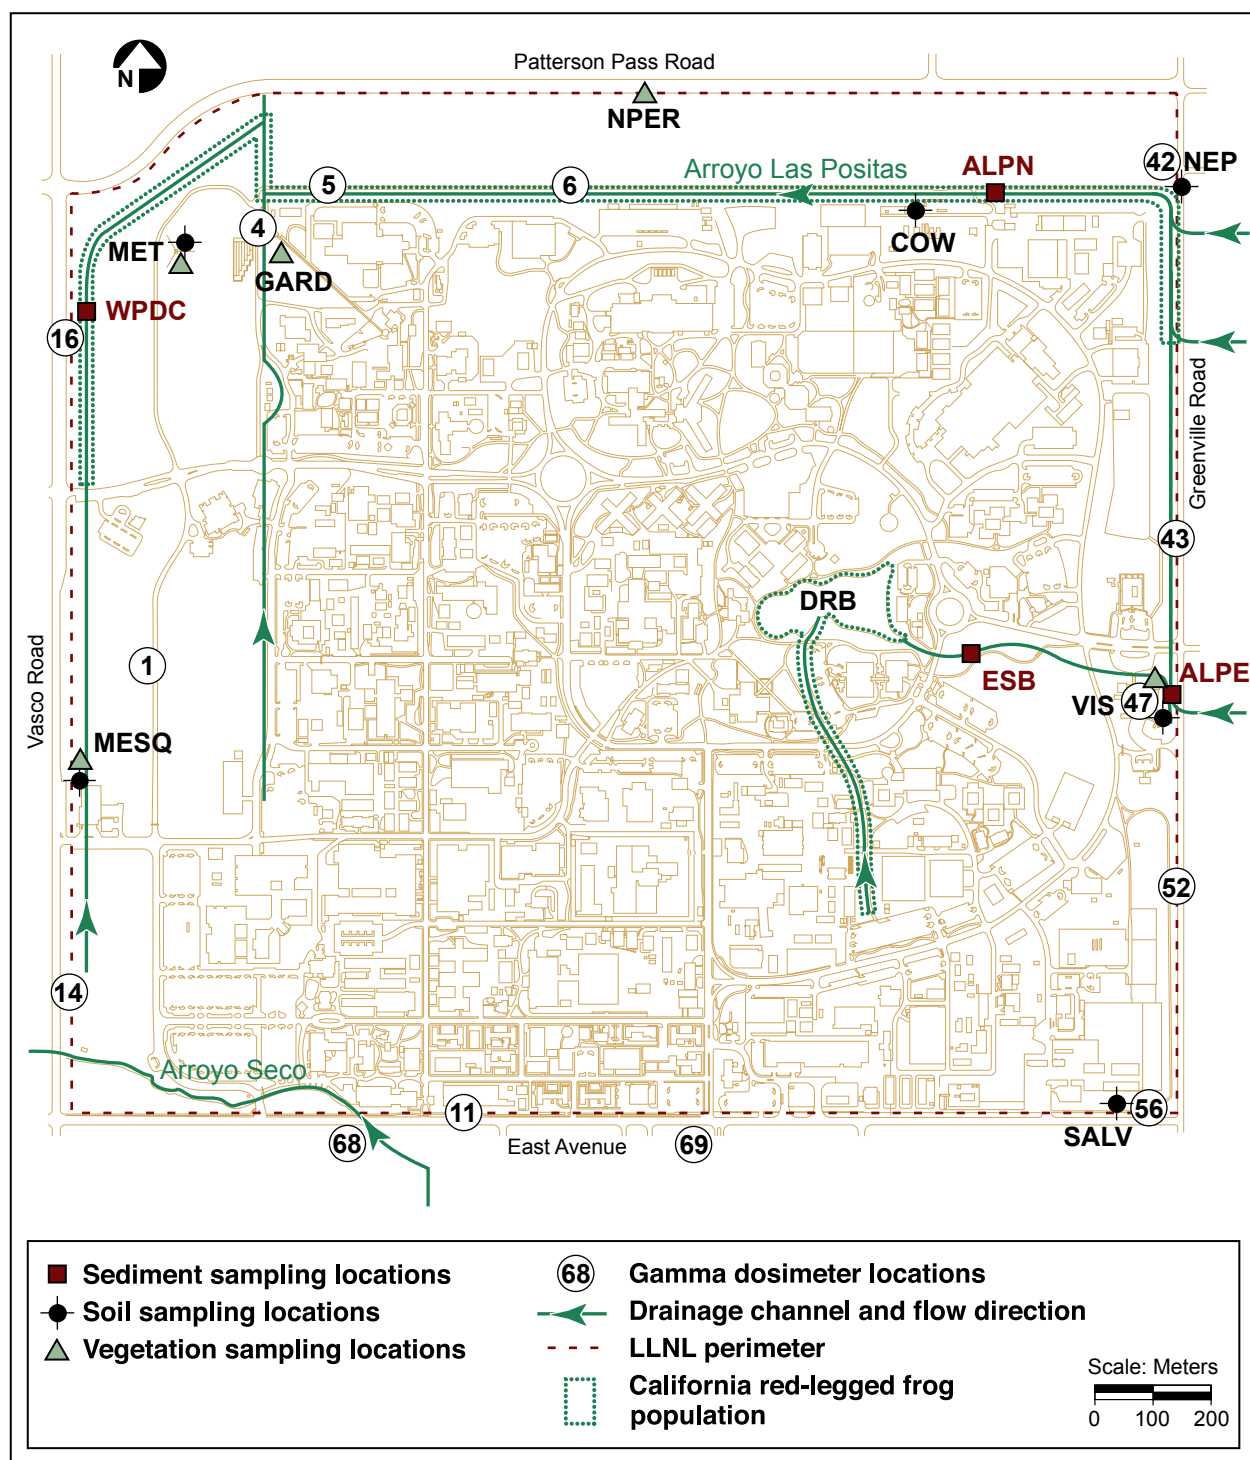 N
Patterson Pass Road
NPER
Arroyo Las Positas
ALPN
42
NEP
5
6
4
COW
MET
GARD
WPDC
16
Greenville Road
43
DRB
Vasco Road
1
ESB
ALPE
VIS
47
MESQ
52
14
Arroyo Seco
11
56
SALV
68
East Avenue
69
Sediment sampling locations
Soil sampling locations
Vegetation sampling locations
68
Gamma dosimeter locations
Drainage channel and flow direction
LLNL perimeter
California red-legged frog
population
Scale: Meters
0 100 200